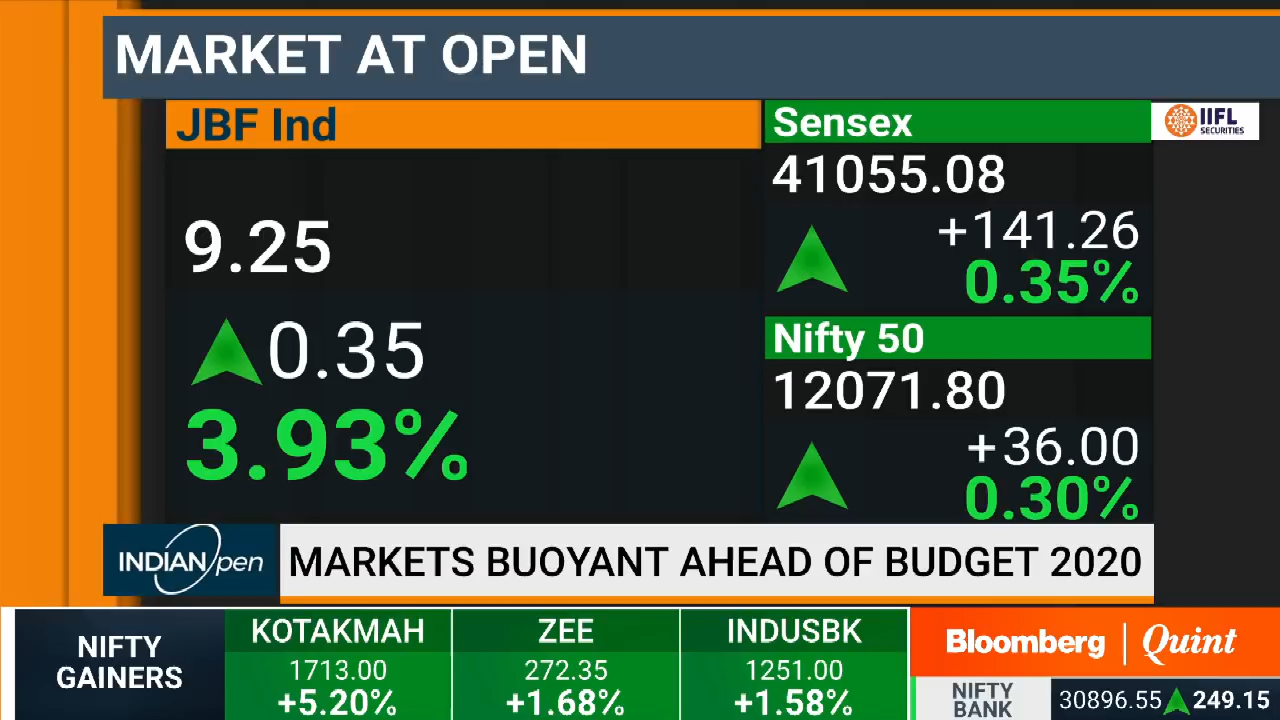 MARKET AT OPEN
JBF Ind
9.25
0.35
3.93%
Sensex
41055.08
+141.26
0.35%
Nifty 50
12071.80
+36.00
0.30%
IIFL
SECURITIES
INDIAN Open
MARKETS BUOYANT AHEAD OF BUDGET 2020
NIFTY
GAINERS
KOTAKMAH
1713.00
+5.20%
ZEE
272.35
+1.68%
INDUSBK
1251.00
+1.58%
Bloomberg | Quint
NIFTY
BANK
30896.55 249.15